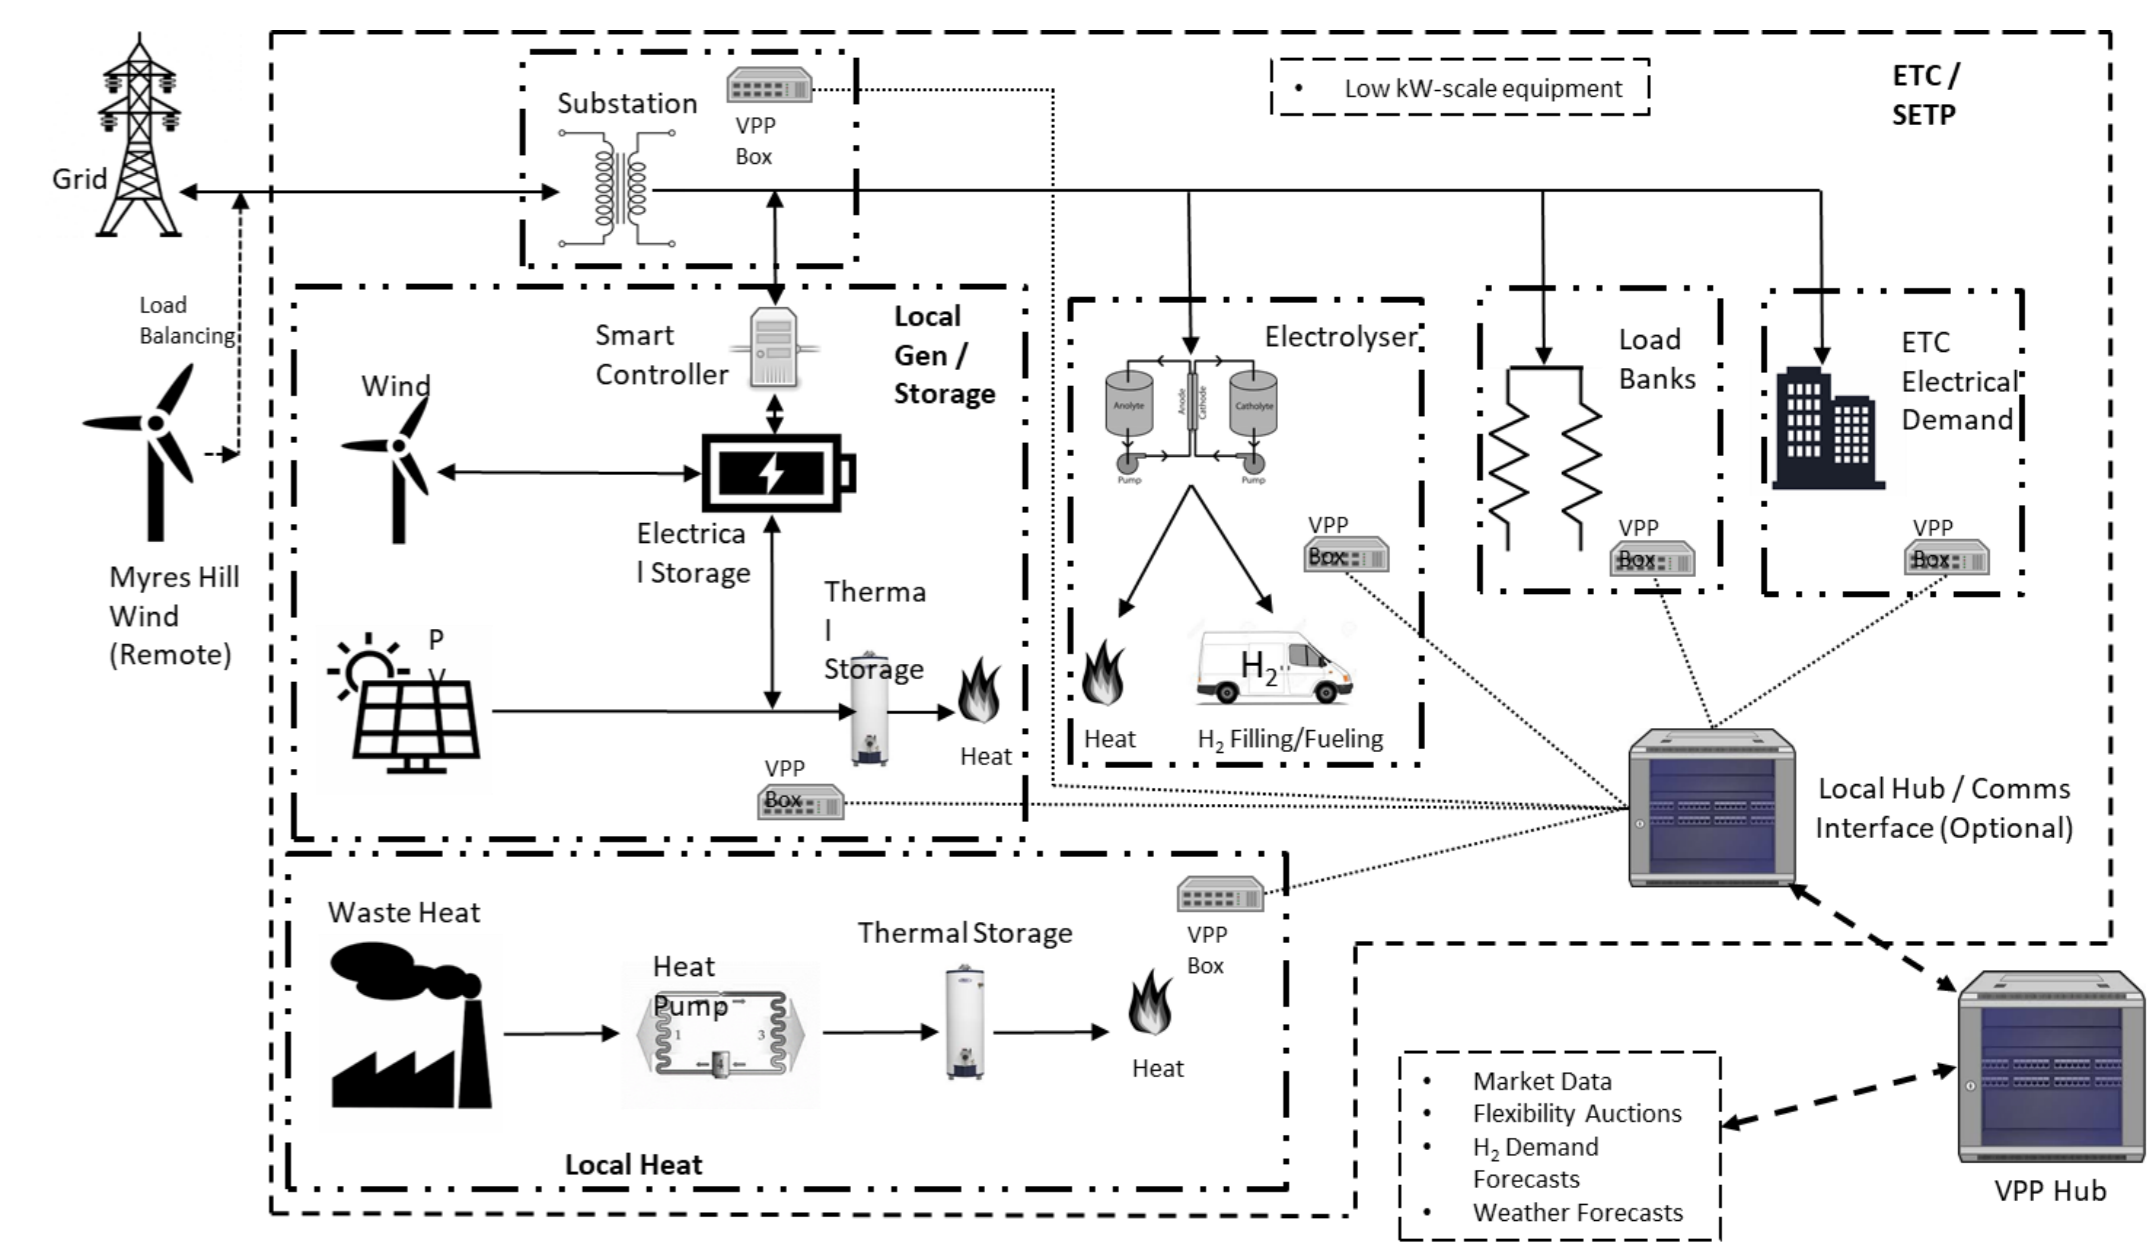 ETC /
SETP
• Low kW-scale equipment
Grid
Substation
VPP
Box
Load
Balancing
Myres Hill
Wind
(Remote)
Smart
Controller
Local
Gen /
Storage
Wind
Electrica
l Storage
Therma
l
Storage
P
V
Heat
VPP
Box
Electrolyser
Anolyte
Anode
Cathode
Catholyte
Pump
Pump
VPP
Box
H2
Heat
H2 Filling/Fueling
Load
Banks
VPP
Box
ETC
Electrical
Demand
VPP
Box
Local Hub / Comms
Interface (Optional)
Waste Heat
Heat
Pump
1
2
3
4
Thermal Storage
Heat
VPP
Box
Local Heat
• Market Data
• Flexibility Auctions
• H2 Demand
Forecasts
• Weather Forecasts
VPP Hub